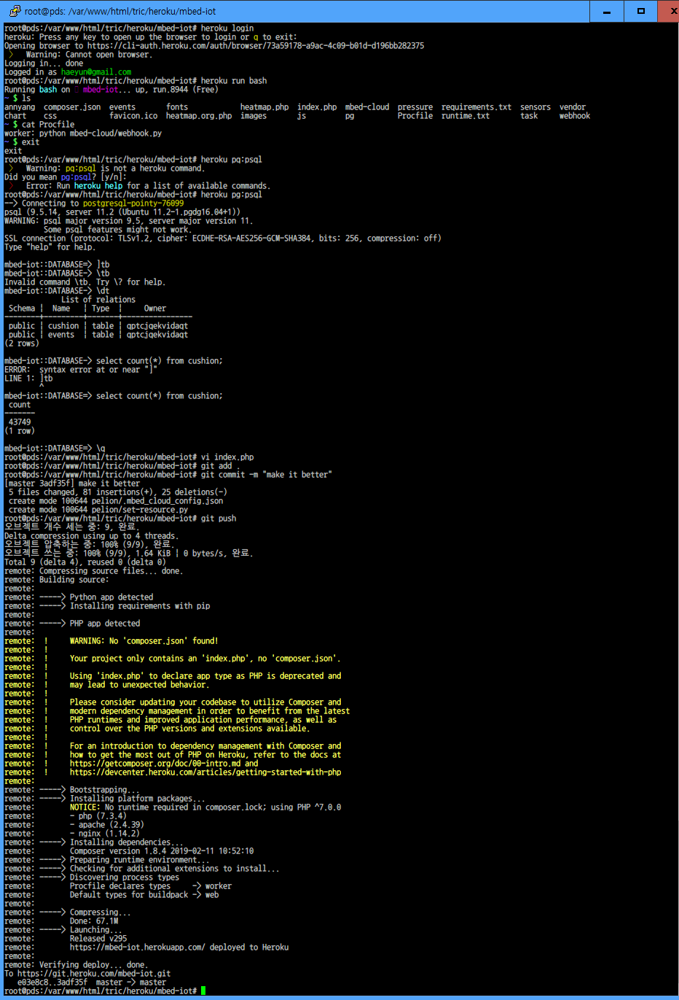 root@pds: /var/www/html/tric/heroku/mbed-iot
root@pds:/var/www/html/tric/heroku/mbed-iot# heroku login
heroku: Press any key to open up the browser to login or q to exit:
Opening browser to https://cli-auth.heroku.com/auth/browser/73a59178-a9ac-4c09-b01d-d196bb282375
 〉  Warning: Cannot open browser.
Logging in... done
Logged in as haeyun@gmail.com
root@pds:/var/www/html/tric/heroku/mbed-iot# heroku run bash
Running bash on mbed-iot... up, run.8944 (Free)
~ $ ls
annyang  composer.json  events       fonts            heatmap.php  index.php  mbed-cloud  pressure  requirements.txt  sensors  vendor
chart    css            favicon.ico  heatmap.org.php  images       js         pg          Procfile  runtime.txt       task     webhook
~ $ cat Procfile
worker: python mbed-cloud/webhook.py
~ $ exit
exit
root@pds:/var/www/html/tric/heroku/mbed-iot# heroku pq:psql
 〉  Warning: pq:psql is not a heroku command.
Did you mean pg:psql? [y/n]:
 〉  Error: Run heroku help for a list of available commands.
root@pds:/var/www/html/tric/heroku/mbed-iot# heroku pg:psql
--> Connecting to postgresql-pointy-76099
psql (9.5.14, server 11.2 (Ubuntu 11.2-1.pgdg16.04+1))
WARNING: psql major version 9.5, server major version 11.
         Some psql features might not work.
SSL connection (protocol: TLSv1.2, cipher: ECDHE-RSA-AES256-GCM-SHA384, bits: 256, compression: off)
Type "help" for help.
mbed-iot::DATABASE=> ]tb
mbed-iot::DATABASE-> \tb
Invalid command \tb. Try \? for help.
mbed-iot::DATABASE-> \dt
             List of relations
 Schema |  Name   | Type  |     Owner
--------+---------+-------+----------------
 public | cushion | table | qptcjqekvidaqt
 public | events  | table | qptcjqekvidaqt
(2 rows)
mbed-iot::DATABASE-> select count(*) from cushion;
ERROR:  syntax error at or near "]"
LINE 1: ]tb
        ^
mbed-iot::DATABASE=> select count(*) from cushion;
 count
-------
 43749
(1 row)
mbed-iot::DATABASE=> \q
root@pds:/var/www/html/tric/heroku/mbed-iot# vi index.php
root@pds:/var/www/html/tric/heroku/mbed-iot# git add .
root@pds:/var/www/html/tric/heroku/mbed-iot# git commit -m "make it better"
[master 3adf35f] make it better
 5 files changed, 81 insertions(+), 25 deletions(-)
 create mode 100644 pelion/.mbed_cloud_config.json
 create mode 100644 pelion/set-resource.py
root@pds:/var/www/html/tric/heroku/mbed-iot# git push
오브젝트 개수 세는 중: 9, 완료.
Delta compression using up to 4 threads.
오브젝트 압축하는 중: 100% (9/9), 완료.
오브젝트 쓰는 중: 100% (9/9), 1.64 KiB | 0 bytes/s, 완료.
Total 9 (delta 4), reused 0 (delta 0)
remote: Compressing source files... done.
remote: Building source:
remote:
remote: -----> Python app detected
remote: -----> Installing requirements with pip
remote:
remote: -----> PHP app detected
remote:
remote:  !     WARNING: No 'composer.json' found!
remote:  !
remote:  !     Your project only contains an 'index.php', no 'composer.json'.
remote:  !
remote:  !     Using 'index.php' to declare app type as PHP is deprecated and
remote:  !     may lead to unexpected behavior.
remote:  !
remote:  !     Please consider updating your codebase to utilize Composer and
remote:  !     modern dependency management in order to benefit from the latest
remote:  !     PHP runtimes and improved application performance, as well as
remote:  !     control over the PHP versions and extensions available.
remote:  !
remote:  !     For an introduction to dependency management with Composer and
remote:  !     how to get the most out of PHP on Heroku, refer to the docs at
remote:  !     https://getcomposer.org/doc/00-intro.md and
remote:  !     https://devcenter.heroku.com/articles/getting-started-with-php
remote:
remote: -----> Bootstrapping...
remote: -----> Installing platform packages...
remote:        NOTICE: No runtime required in composer.lock; using PHP ^7.0.0
remote:        - php (7.3.4)
remote:        - apache (2.4.39)
remote:        - nginx (1.14.2)
remote: -----> Installing dependencies...
remote:        Composer version 1.8.4 2019-02-11 10:52:10
remote: -----> Preparing runtime environment...
remote: -----> Checking for additional extensions to install...
remote: -----> Discovering process types
remote:        Procfile declares types     -> worker
remote:        Default types for buildpack -> web
remote:
remote: -----> Compressing...
remote:        Done: 67.1M
remote: -----> Launching...
remote:        Released v295
remote:        https://mbed-iot.herokuapp.com/ deployed to Heroku
remote:
remote: Verifying deploy... done.
To https://git.heroku.com/mbed-iot.git
   e03e8c8..3adf35f  master -> master
root@pds:/var/www/html/tric/heroku/mbed-iot#